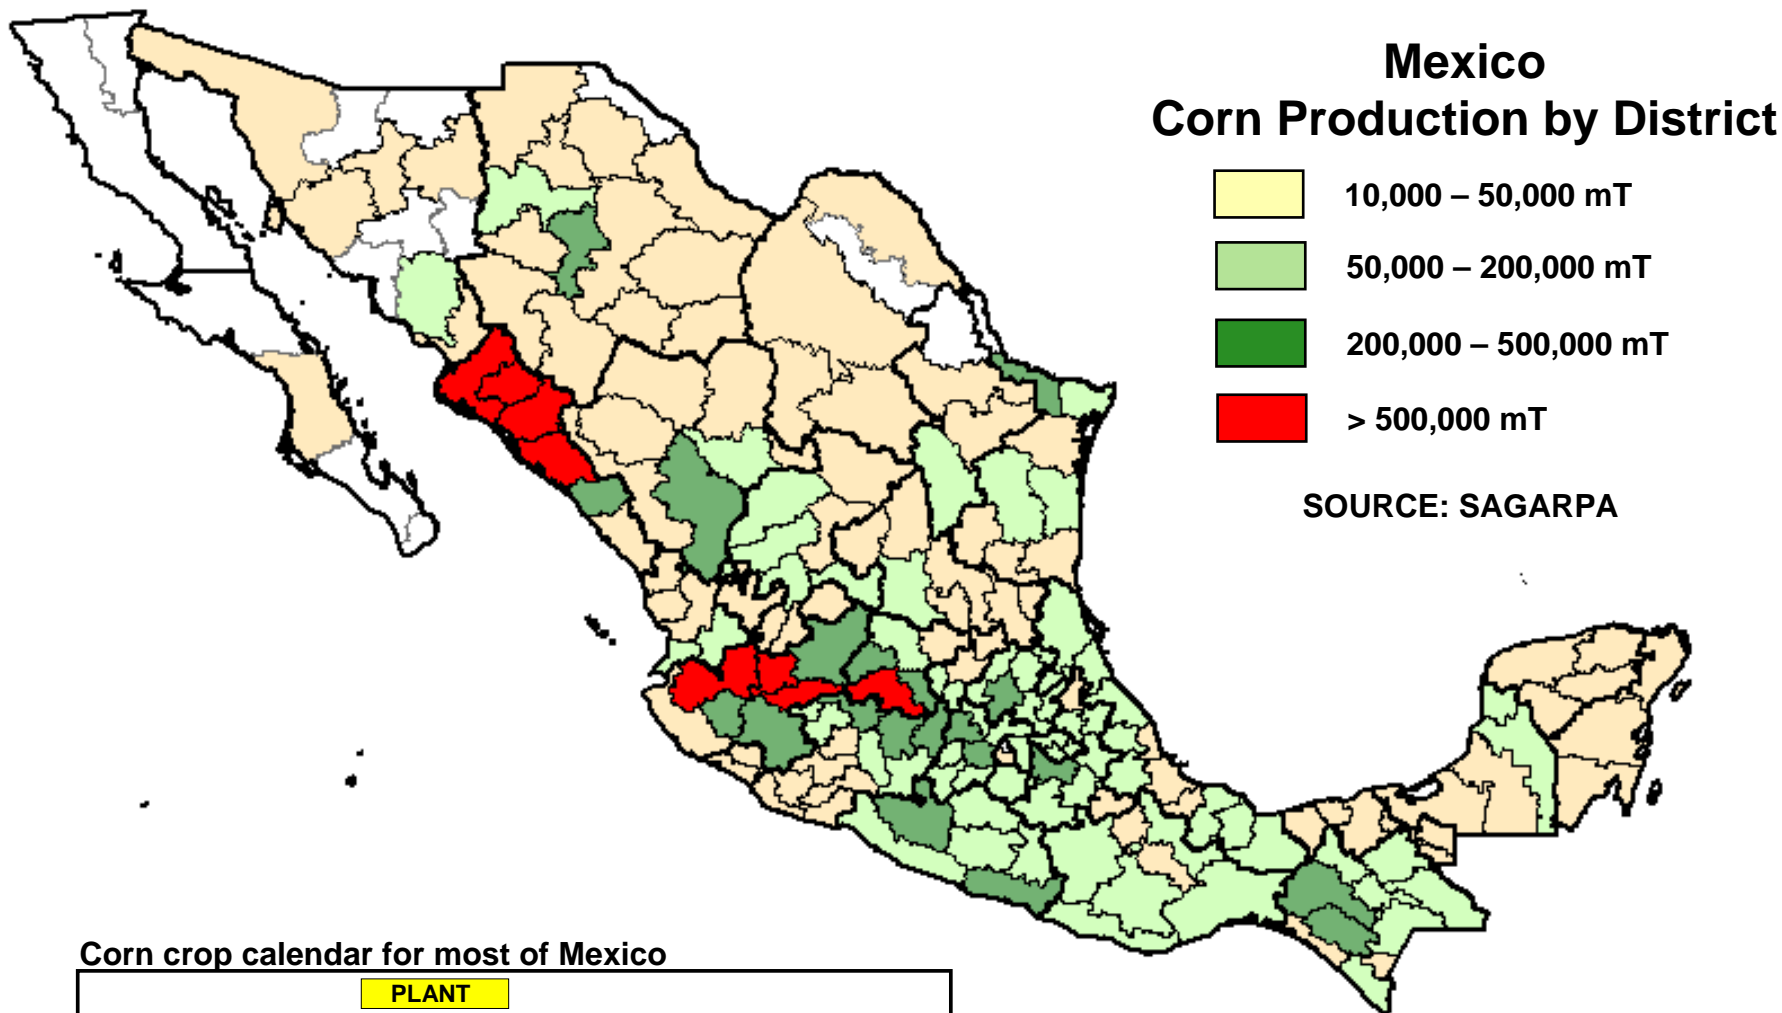 Mexico
Corn Production by District
10,000 – 50,000 mT
50,000 – 200,000 mT
200,000 – 500,000 mT
> 500,000 mT
SOURCE: SAGARPA
Corn crop calendar for most of Mexico
PLANT